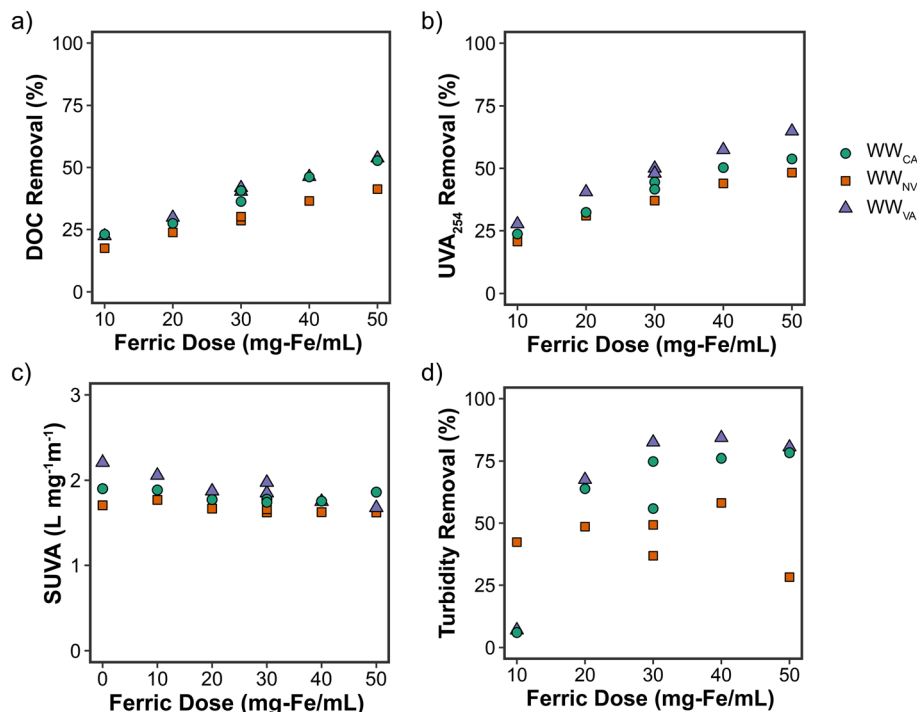 a)
100
75
50
25
0
DOC Removal (%)
10 20 30 40 50
Ferric Dose (mg-Fe/mL)
b)
100
75
50
25
0
UVA₂₅₄ Removal (%)
10 20 30 40 50
Ferric Dose (mg-Fe/mL)
WW_CA
WW_NV
WW_VA
c)
3
2
1
0
SUVA (L mg⁻¹m⁻¹)
0 10 20 30 40 50
Ferric Dose (mg-Fe/mL)
d)
100
75
50
25
0
Turbidity Removal (%)
10 20 30 40 50
Ferric Dose (mg-Fe/mL)